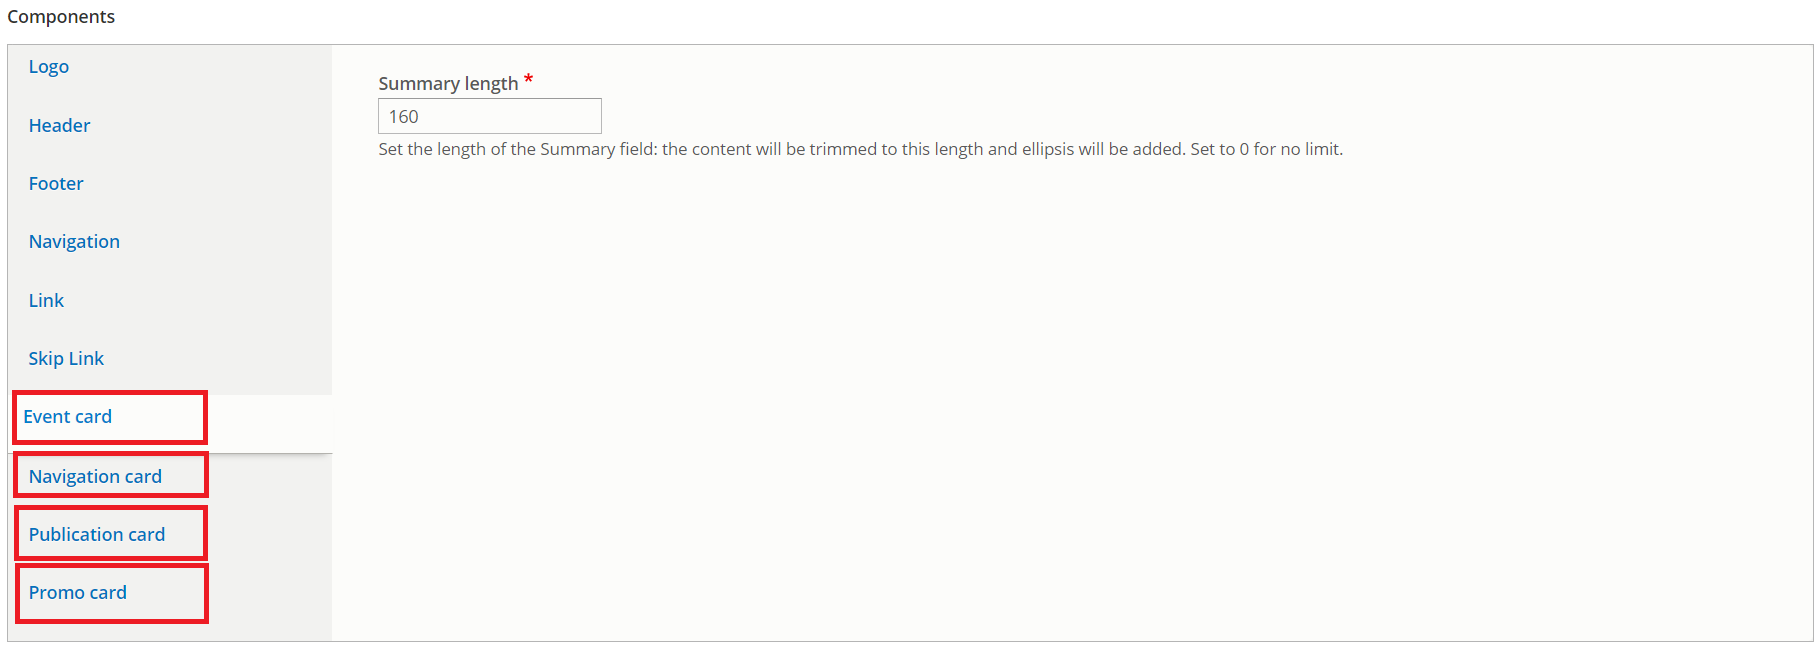 Components
Logo
Header
Footer
Navigation
Link
Skip Link
Event card
Navigation card
Publication card
Promo card
Summary length *
160
Set the length of the Summary field: the content will be trimmed to this length and ellipsis will be added. Set to 0 for no limit.